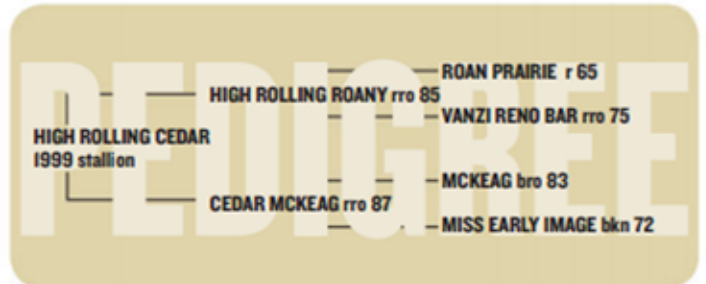 PEDIGREE
ROAN PRAIRIE r 65
HIGH ROLLING ROANY rro 85
VANZI RENO BAR rro 75
HIGH ROLLING CEDAR
1999 stallion
MCKEAG bro 83
CEDAR MCKEAG rro 87
MISS EARLY IMAGE bkn 72